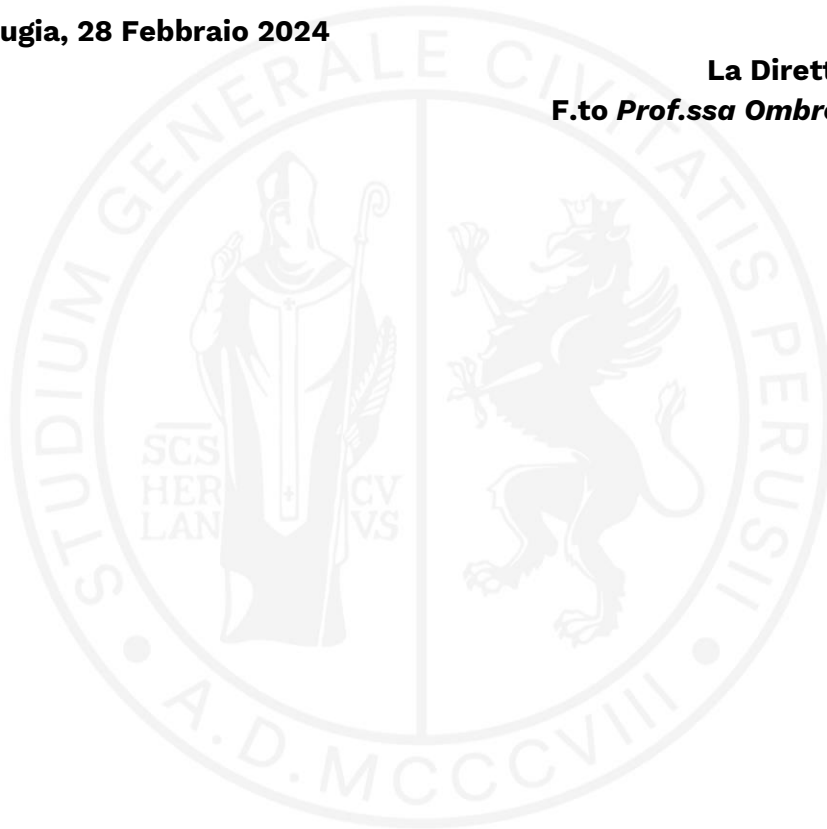 ugia, 28 Febbraio 2024
La Dirett
F.to Prof.ssa Ombr
STUDIUM GENERALE CIVITATIS PERUSII
SCS
HER CV
LAN VS
A.D. MCCCVIII